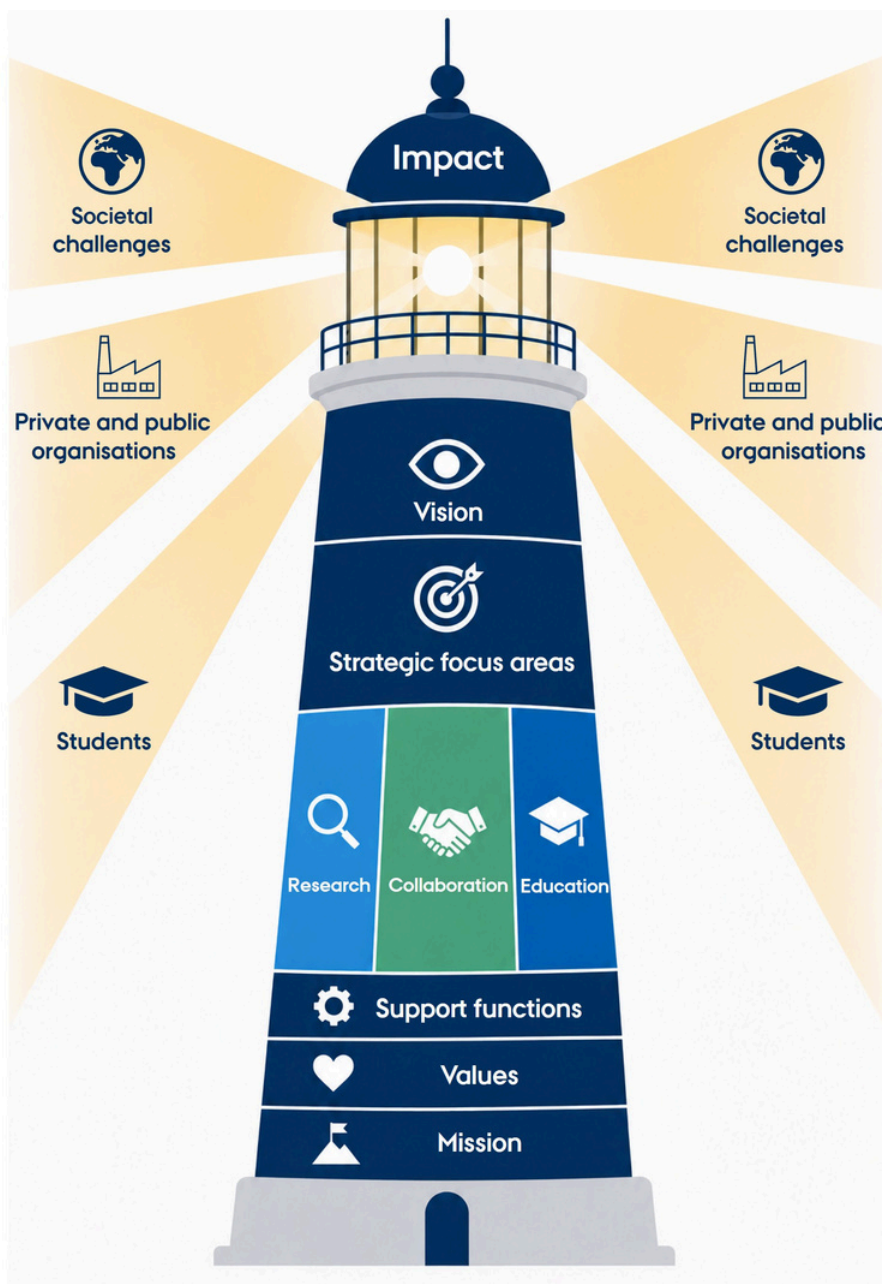 Impact
Societal
challenges
Societal
challenges
Private and public
organisations
Private and public
organisations
Vision
Strategic focus areas
Students
Students
Research
Collaboration
Education
Support functions
Values
Mission